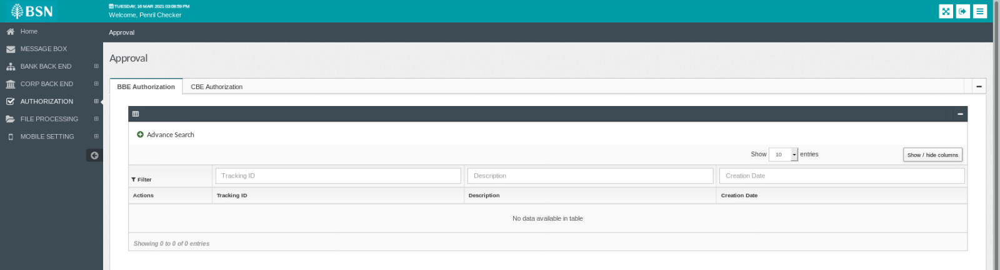 BSN
TUESDAY, 16 MAR 2021 03:08:59 PM
Welcome, Penril Checker
Home
MESSAGE BOX
BANK BACK END
CORP BACK END
AUTHORIZATION
FILE PROCESSING
MOBILE SETTING
Approval
Approval
BBE Authorization CBE Authorization
Advance Search
Show 10 entries Show / hide columns
Filter Tracking ID Description Creation Date
Actions Tracking ID Description Creation Date
No data available in table
Showing 0 to 0 of 0 entries